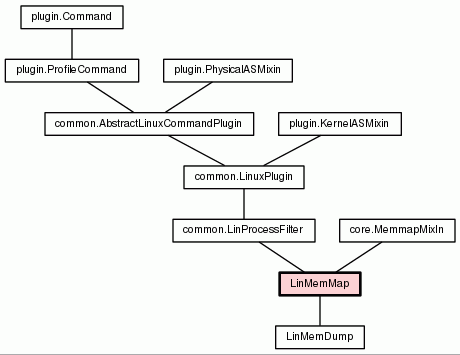 plugin.Command
plugin.ProfileCommand
plugin.PhysicalASMixin
common.AbstractLinuxCommandPlugin
plugin.KernelASMixin
common.LinuxPlugin
common.LinProcessFilter
core.MemmapMixIn
LinMemMap
LinMemDump